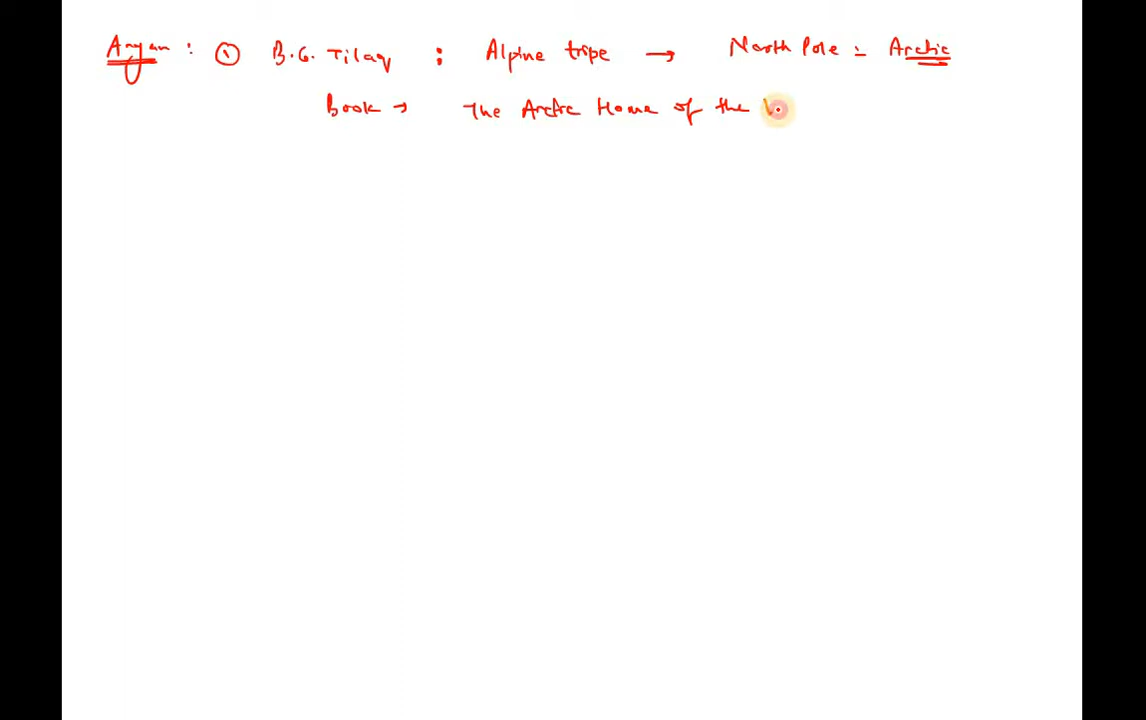 Aryan : ① B.G. Tilaq : Alpine tripe → North Pole = Arctic
Book → The Arctic Home of the V